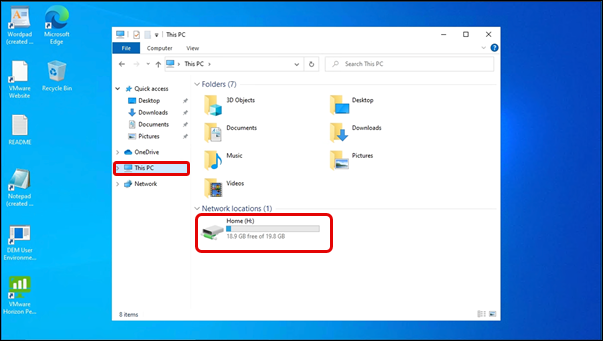 Wordpad
(created ...
Microsoft
Edge
VMware
Website
Recycle Bin
README
Notepad
(created ...
DEM User
Environme...
VMware
Horizon Pe...
This PC
File
Computer
View
This PC
Search This PC
Quick access
Desktop
Downloads
Documents
Pictures
OneDrive
This PC
Network
Folders (7)
3D Objects
Desktop
Documents
Downloads
Music
Pictures
Videos
Network locations (1)
Home (H:)
18.9 GB free of 19.8 GB
8 items